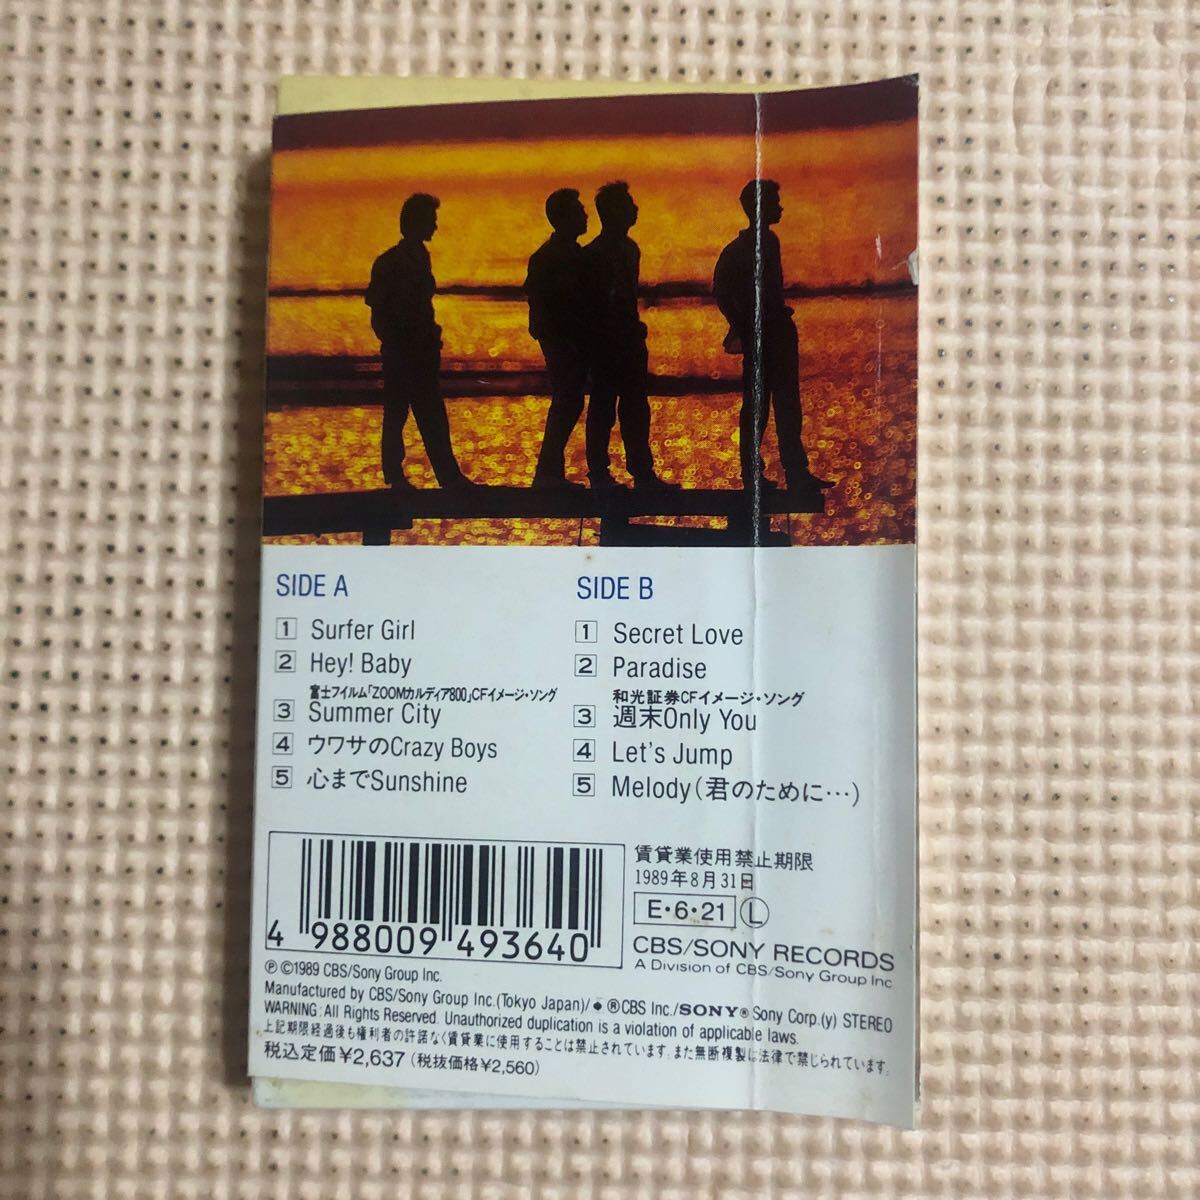 SIDE A
1 Surfer Girl
2 Hey! Baby
富士フイルム「ZOOMカルディア800」CFイメージ・ソング
3 Summer City
4 ウワサのCrazy Boys
5 心までSunshine
SIDE B
1 Secret Love
2 Paradise
和光証券CFイメージ・ソング
3 週末Only You
4 Let's Jump
5 Melody(君のために…)
4 988009 493640
賃貸業使用禁止期限
1989年8月31日
E・6・21 L
CBS/SONY RECORDS
A Division of CBS/Sony Group Inc
℗©1989 CBS/Sony Group Inc.
Manufactured by CBS/Sony Group Inc.(Tokyo Japan)/®CBS Inc./SONY® Sony Corp.(y) STEREO
WARNING: All Rights Reserved. Unauthorized duplication is a violation of applicable laws.
上記期限経過後も権利者の許諾なく賃貸業に使用することは禁止されています。また無断複製は法律で禁じられています。
税込定価¥2,637(税抜価格¥2,560)